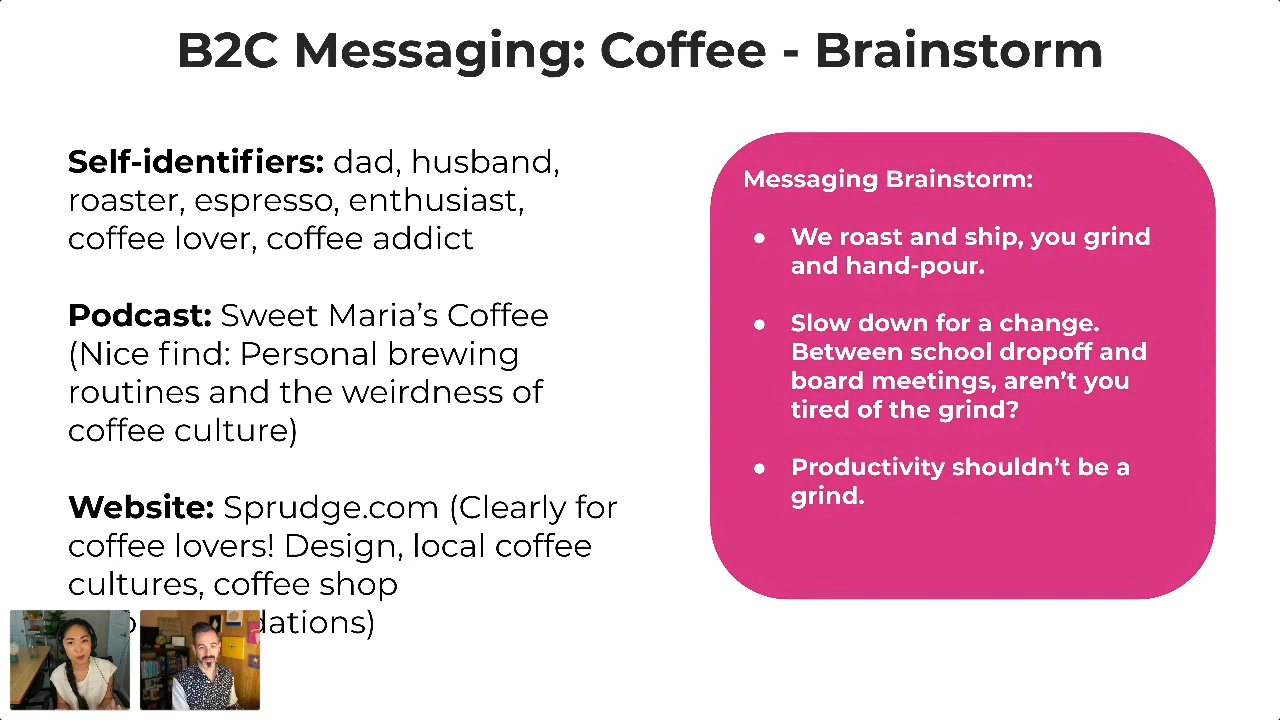 B2C Messaging: Coffee - Brainstorm
Self-identifiers: dad, husband,
roaster, espresso, enthusiast,
coffee lover, coffee addict
Podcast: Sweet Maria’s Coffee
(Nice find: Personal brewing
routines and the weirdness of
coffee culture)
Website: Sprudge.com (Clearly for
coffee lovers! Design, local coffee
cultures, coffee shop
dations)
Messaging Brainstorm:
● We roast and ship, you grind
and hand-pour.
● Slow down for a change.
Between school dropoff and
board meetings, aren’t you
tired of the grind?
● Productivity shouldn’t be a
grind.